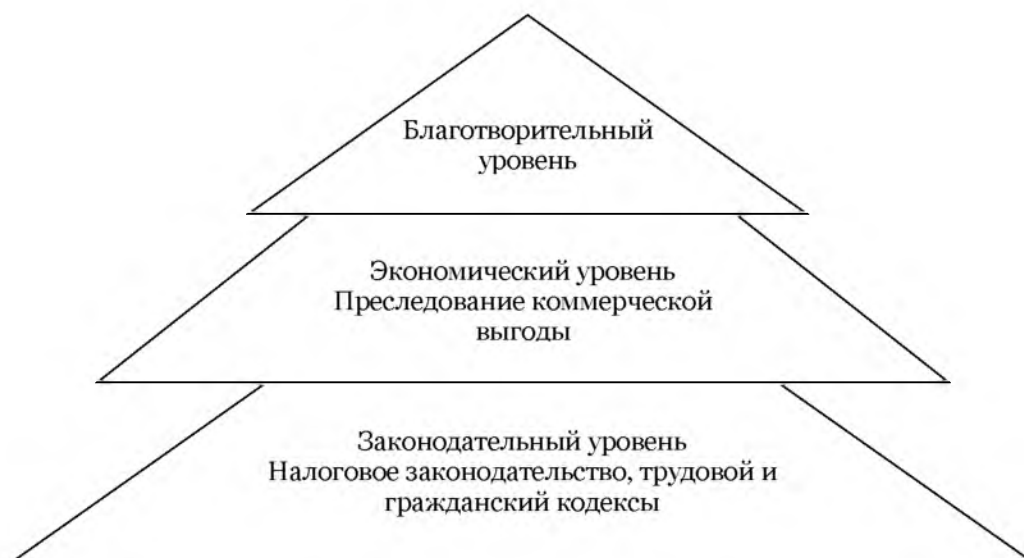 Благотворительный
уровень
Экономический уровень
Преследование коммерческой
выгоды
Законодательный уровень
Налоговое законодательство, трудовой и
гражданский кодексы